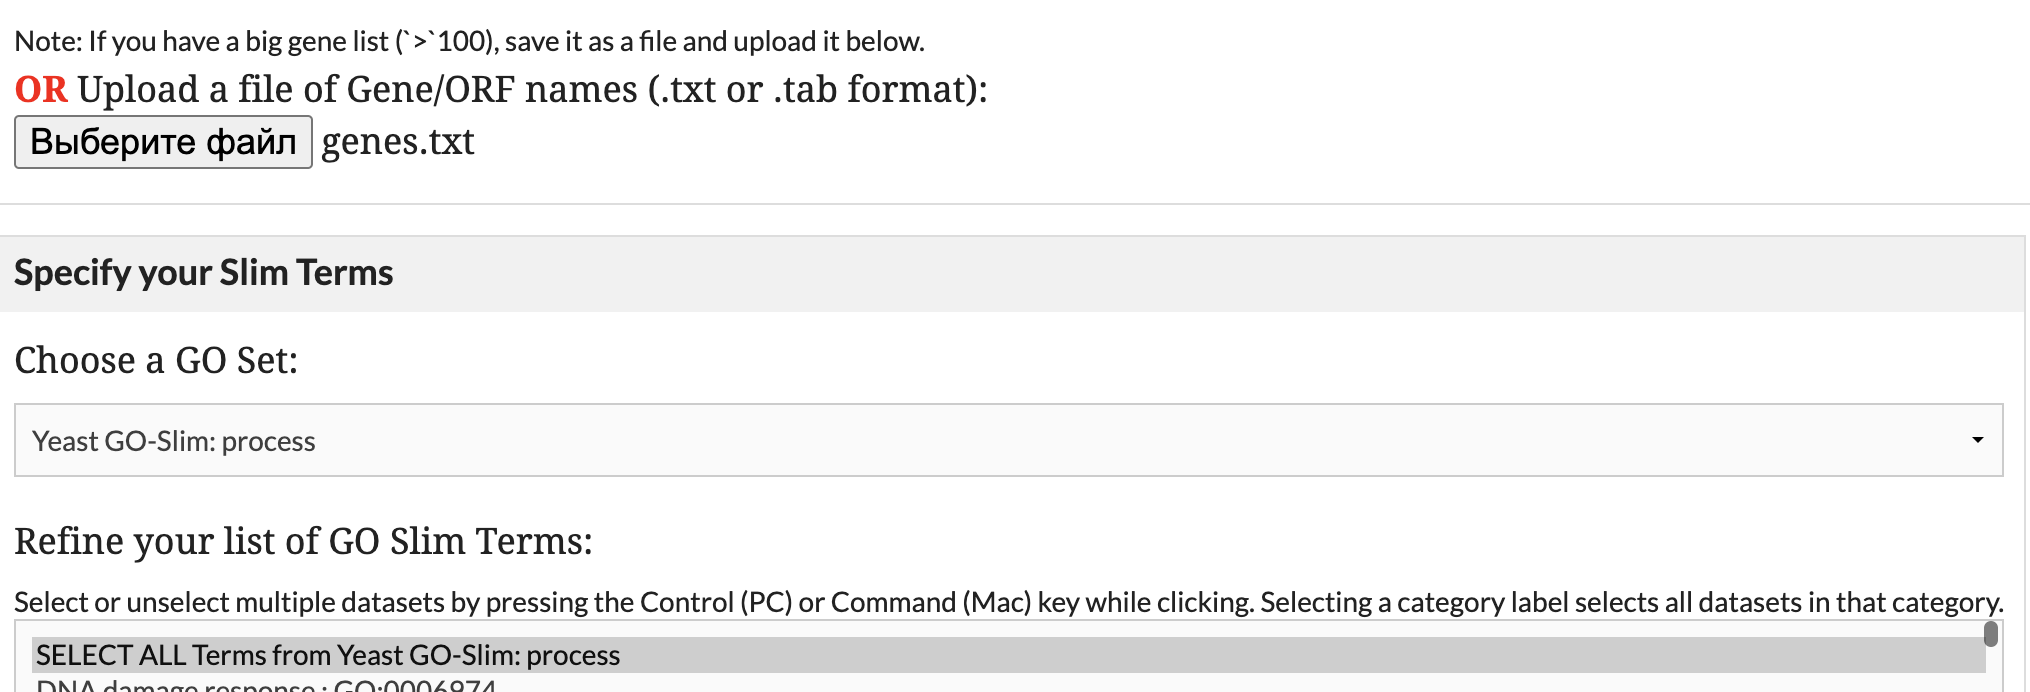 Note: If you have a big gene list (`>`100), save it as a file and upload it below.
OR Upload a file of Gene/ORF names (.txt or .tab format):
Выберите файл genes.txt
Specify your Slim Terms
Choose a GO Set:
Yeast GO-Slim: process
Refine your list of GO Slim Terms:
Select or unselect multiple datasets by pressing the Control (PC) or Command (Mac) key while clicking. Selecting a category label selects all datasets in that category.
SELECT ALL Terms from Yeast GO-Slim: process
DNA damage response : GO:0006974